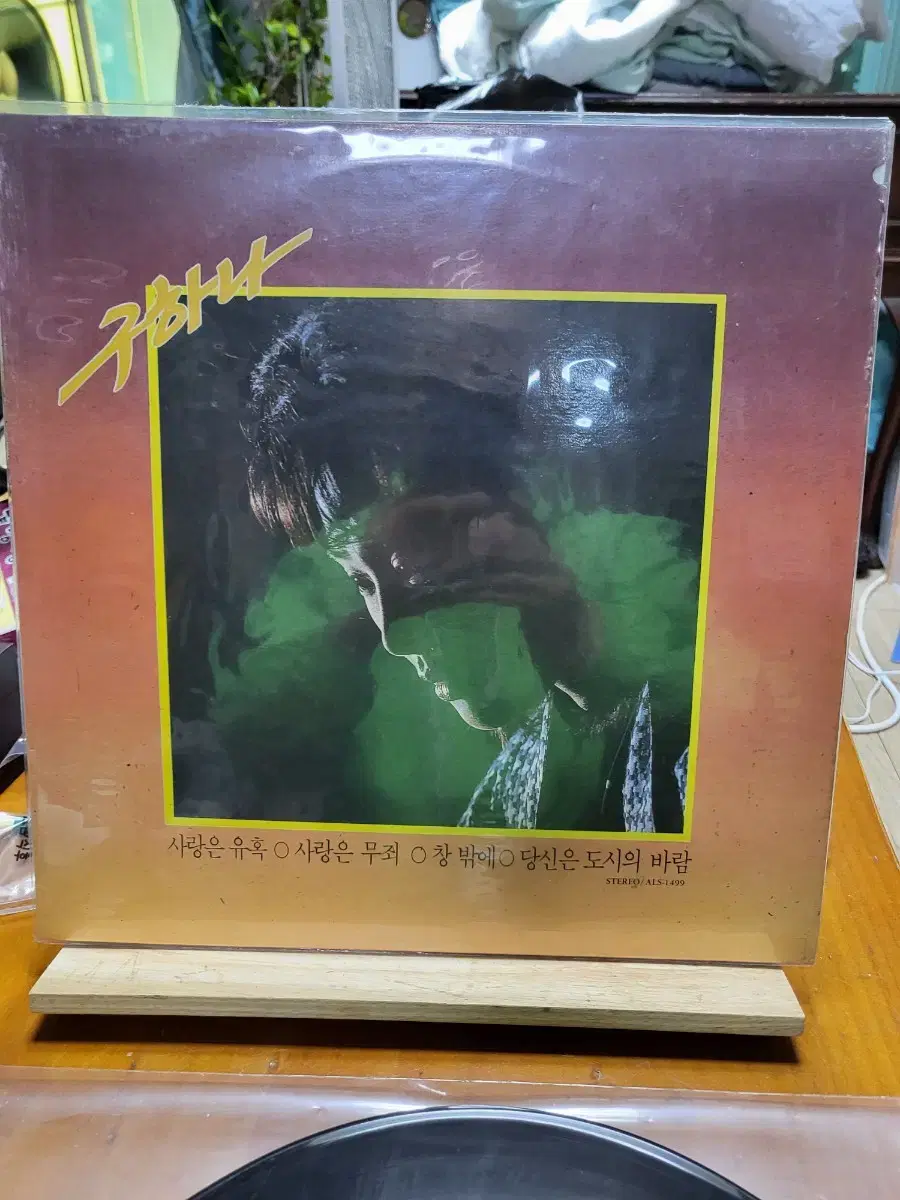 구하나
사랑은 유혹 ○ 사랑은 무죄 ○ 창 밖에 ○ 당신은 도시의 바람
STEREO/ALS-1499